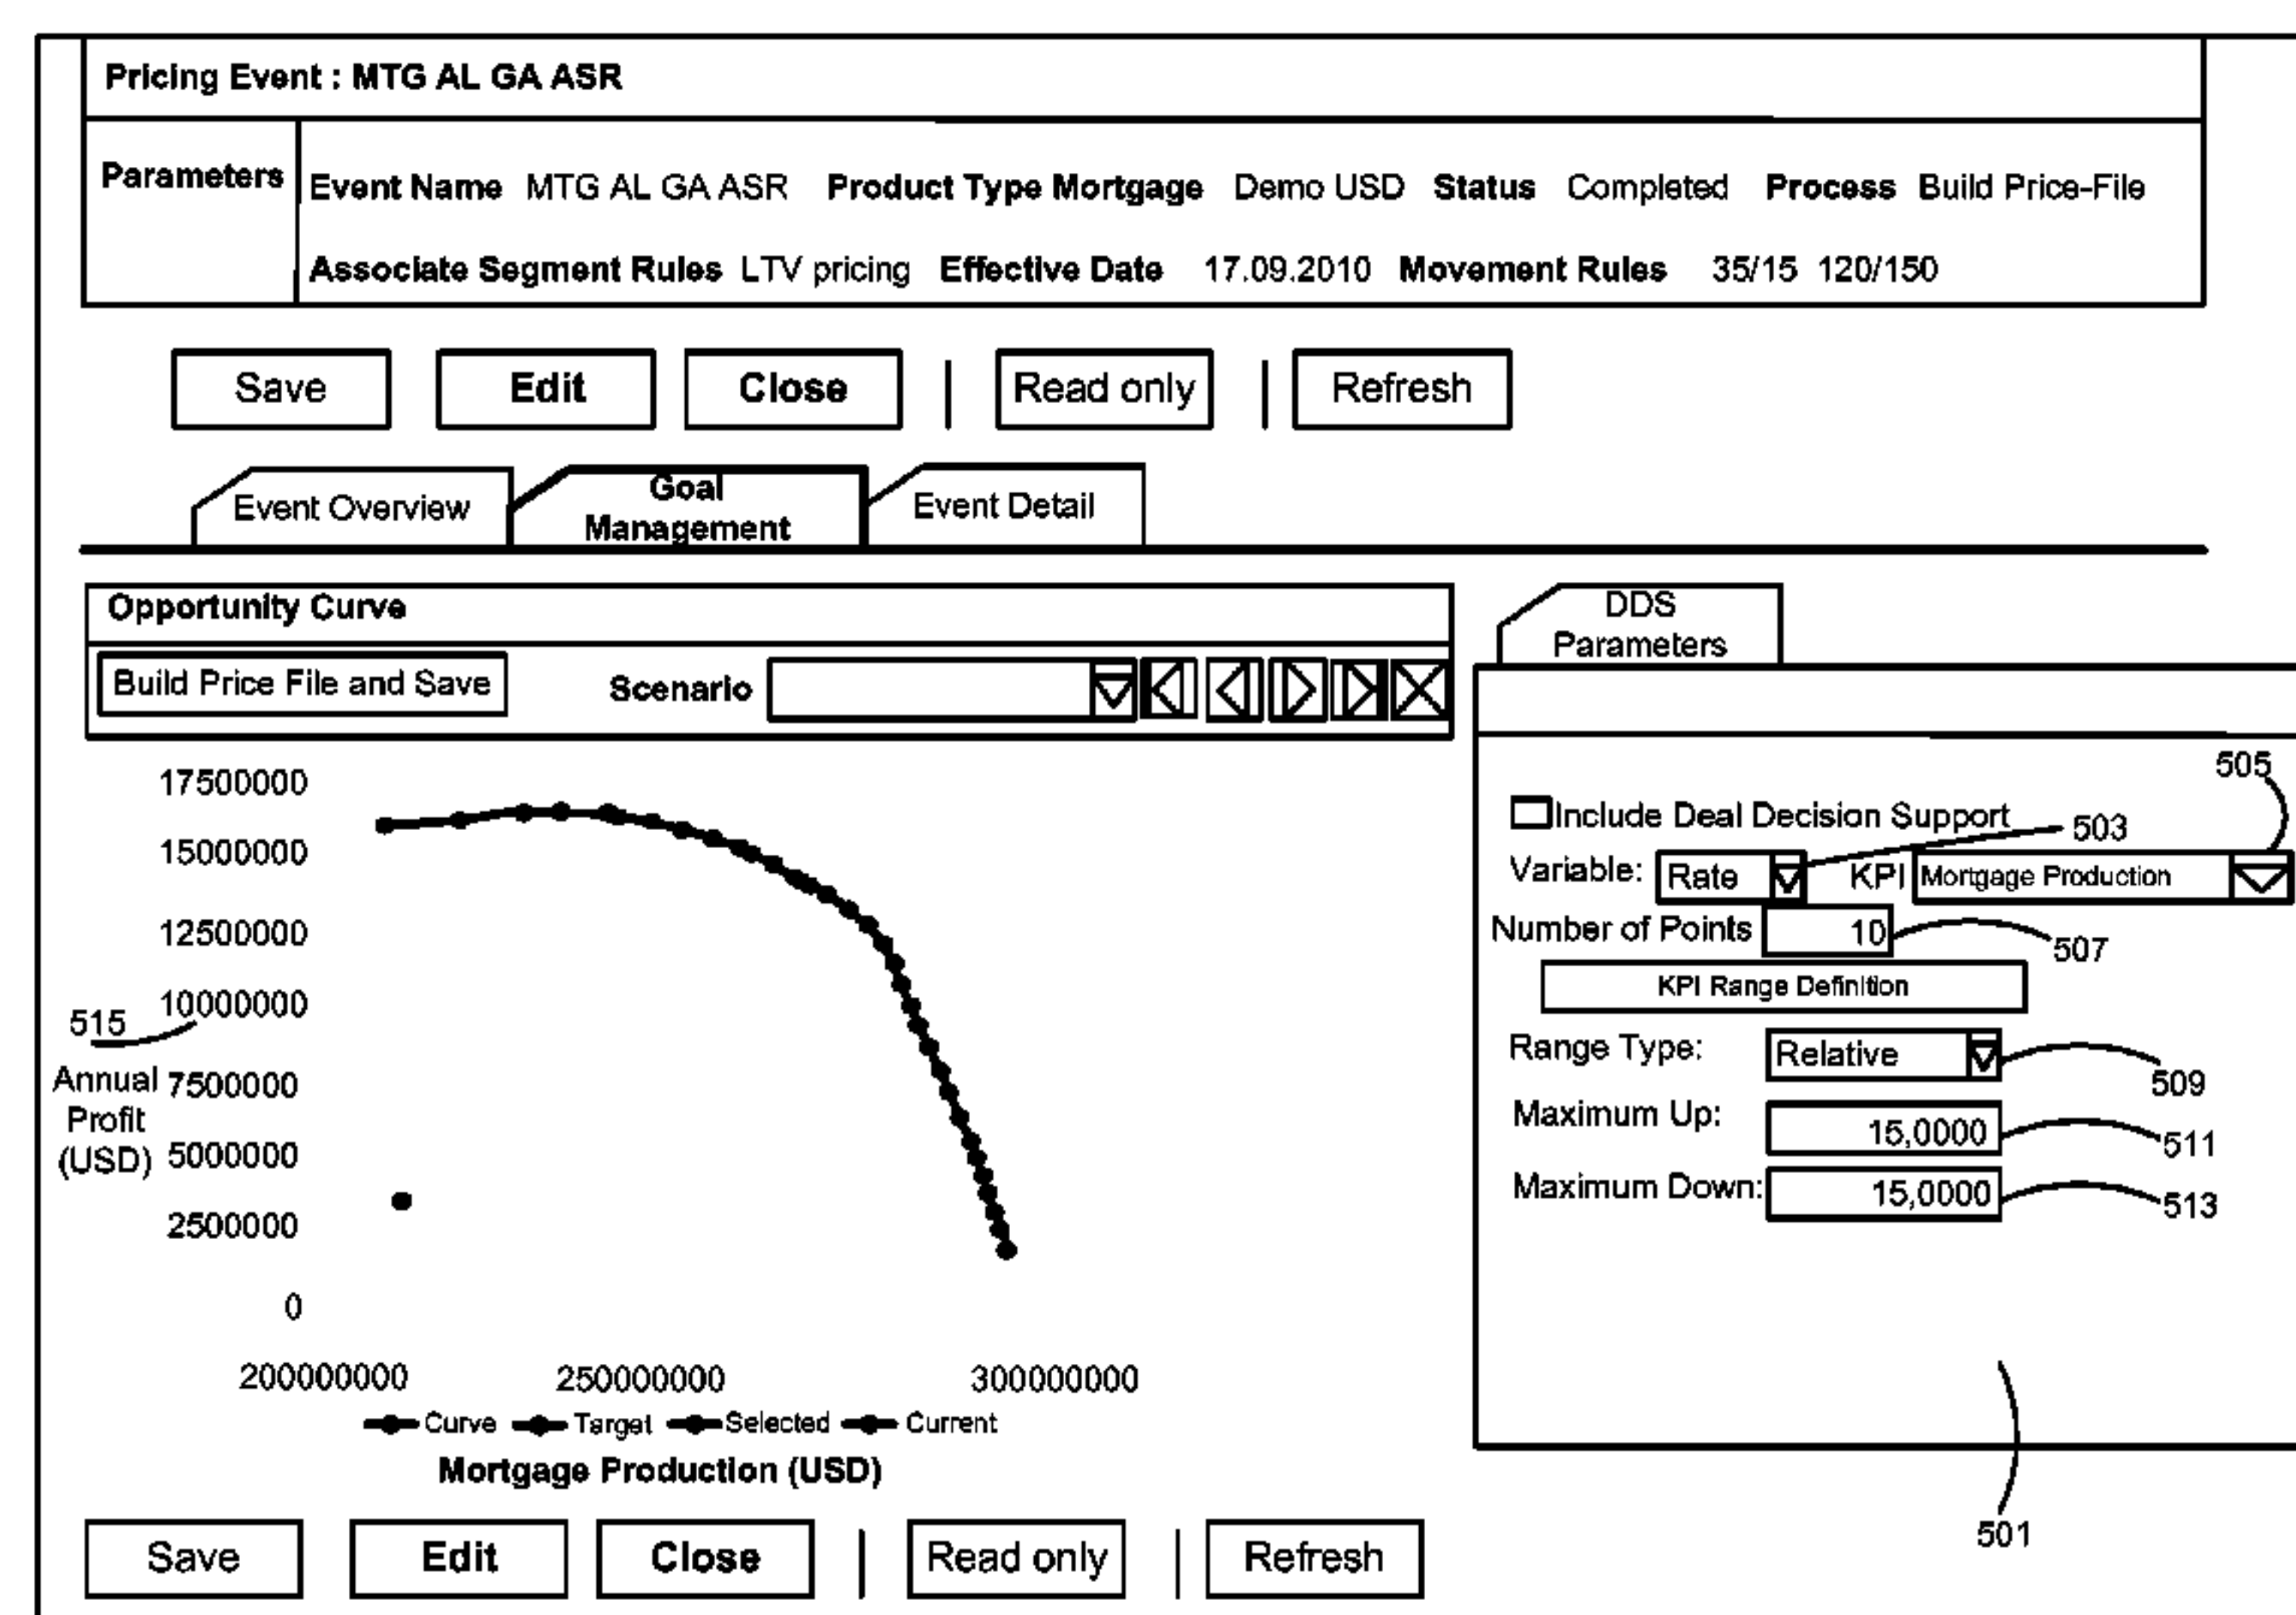 Pricing Event : MTG AL GA ASR
Parameters
Event Name MTG AL GA ASR Product Type Mortgage Demo USD Status Completed Process Build Price-File
Associate Segment Rules LTV pricing Effective Date 17.09.2010 Movement Rules 35/15 120/150
Save Edit Close | Read only | Refresh
Event Overview
Goal
Management
Event Detail
Opportunity Curve
Build Price File and Save Scenario
17500000
15000000
12500000
10000000
7500000
5000000
2500000
0
515
Annual
Profit
(USD)
200000000 250000000 300000000
Curve Target Selected Current
Mortgage Production (USD)
DDS
Parameters
505
Include Deal Decision Support
503
Variable: Rate KPI Mortgage Production
Number of Points 10
507
KPI Range Definition
Range Type: Relative
509
Maximum Up: 15,0000
511
Maximum Down: 15,0000
513
501
Save Edit Close | Read only | Refresh